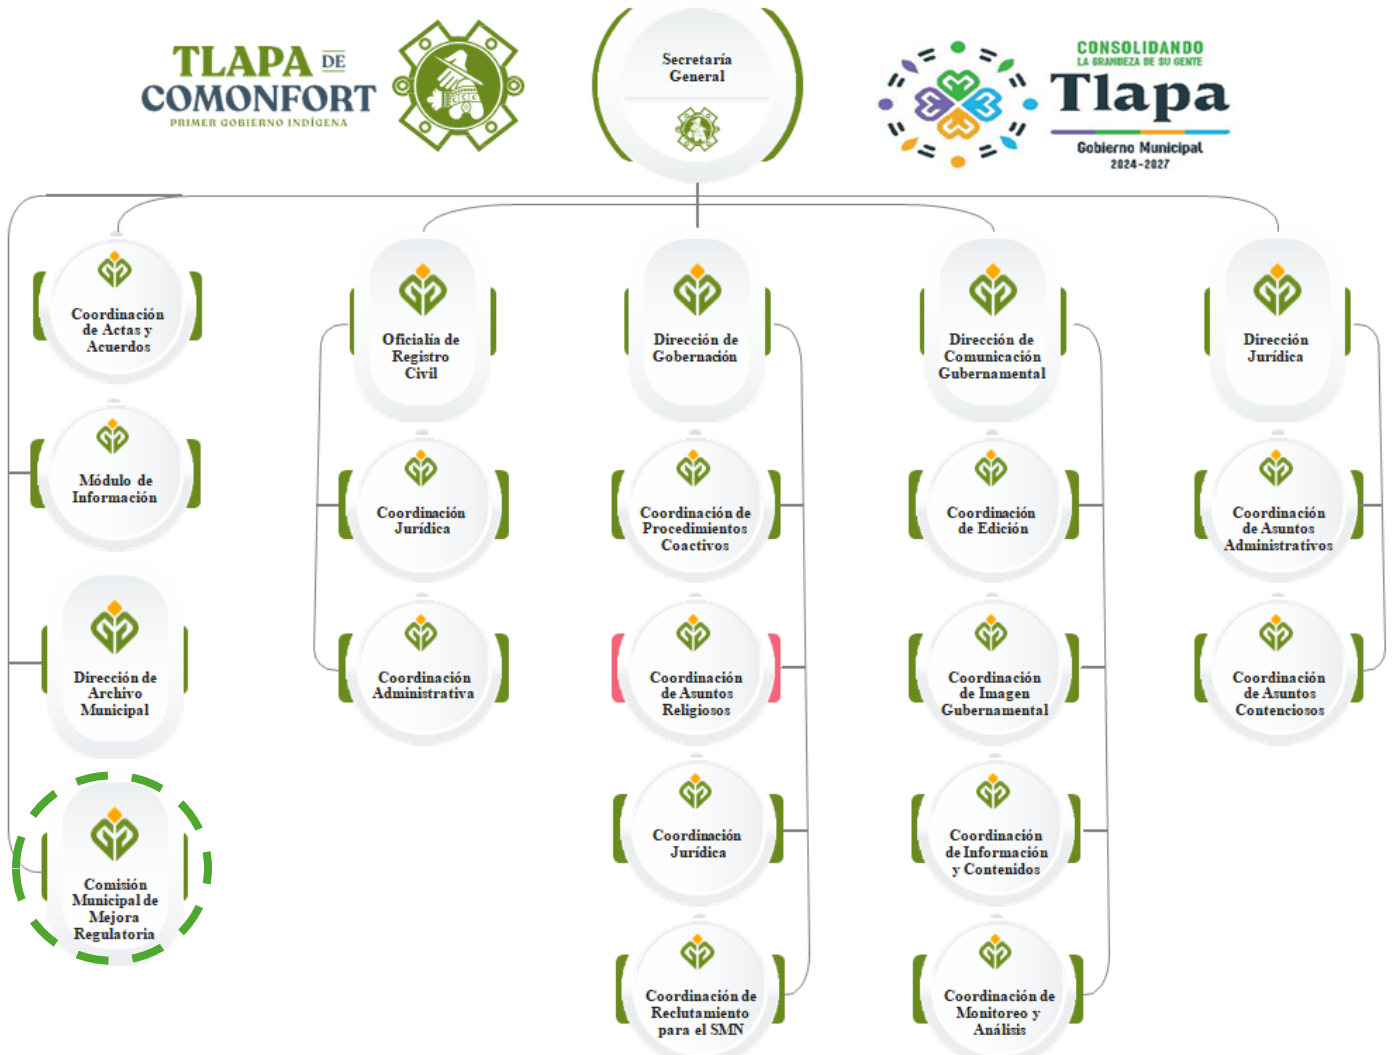 TLAPA DE
COMONFORT
PRIMER GOBIERNO INDÍGENA
Secretaría
General
CONSOLIDANDO
LA GRANDEZA DE SU GENTE
Tlapa
Gobierno Municipal
2024-2027
Coordinación
de Actas y
Acuerdos
Módulo de
Información
Dirección de
Archivo
Municipal
Comisión
Municipal de
Mejora
Regulatoria
Oficialía de
Registro
Civil
Coordinación
Jurídica
Coordinación
Administrativa
Dirección de
Gobernación
Coordinación de
Procedimientos
Coactivos
Coordinación
de Asuntos
Religiosos
Coordinación
Jurídica
Coordinación de
Reclutamiento
para el SMN
Dirección de
Comunicación
Gubernamental
Coordinación
de Edición
Coordinación
de Imagen
Gubernamental
Coordinación
de Información
y Contenidos
Coordinación de
Monitoreo y
Análisis
Dirección
Jurídica
Coordinación
de Asuntos
Administrativos
Coordinación
de Asuntos
Contenciosos